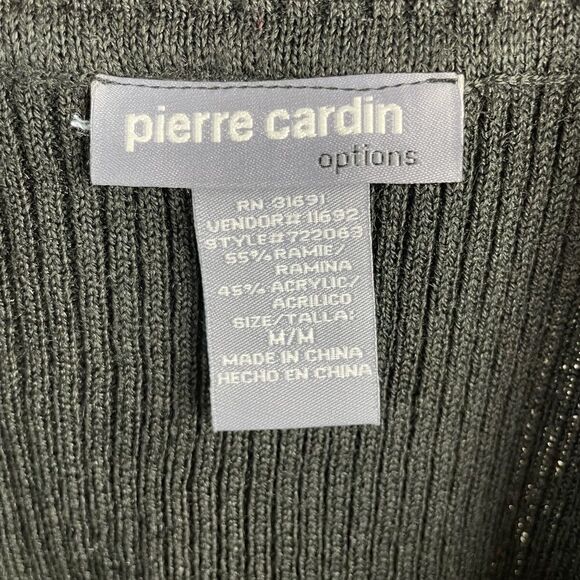 pierre cardin
options
RN 31691
VENDOR# 11692
STYLE#722063
55% RAMIE/
RAMINA
45% ACRYLIC/
ACRILICO
SIZE/TALLA:
M/M
MADE IN CHINA
HECHO EN CHINA